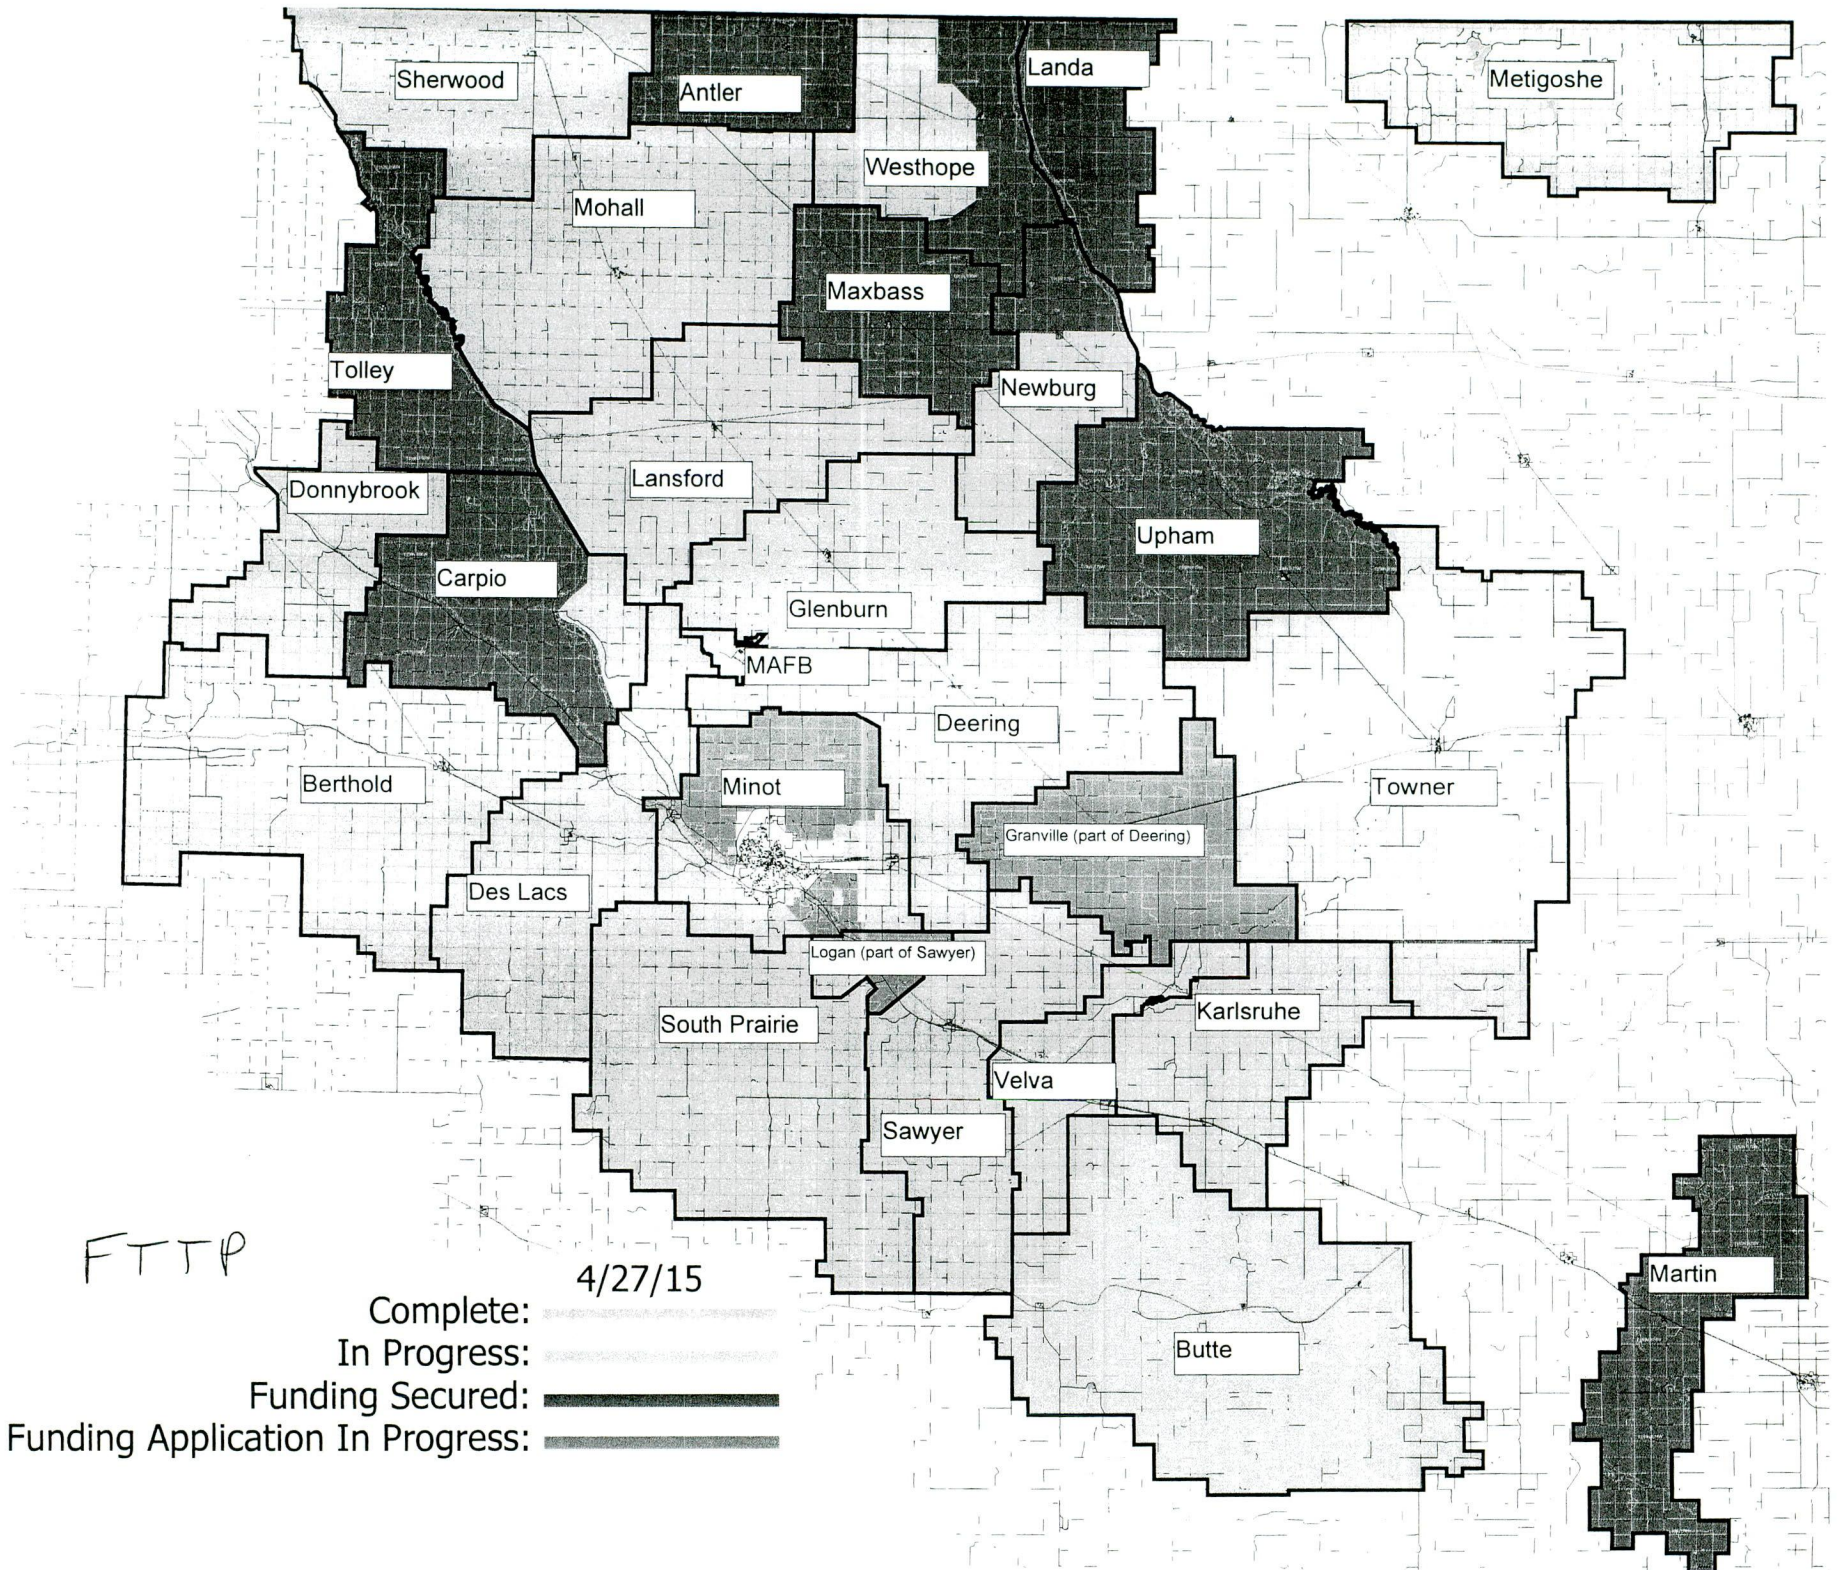 Sherwood
Antler
Landa
Metigoshe
Westhope
Mohall
Maxbass
Tolley
Newburg
Lansford
Donnybrook
Upham
Carpio
Glenburn
MAFB
Deering
Berthold
Minot
Towner
Granville (part of Deering)
Des Lacs
Logan (part of Sawyer)
South Prairie
Karlsruhe
Velva
Sawyer
Martin
Butte
FTTP
4/27/15
Complete:
In Progress:
Funding Secured:
Funding Application In Progress: